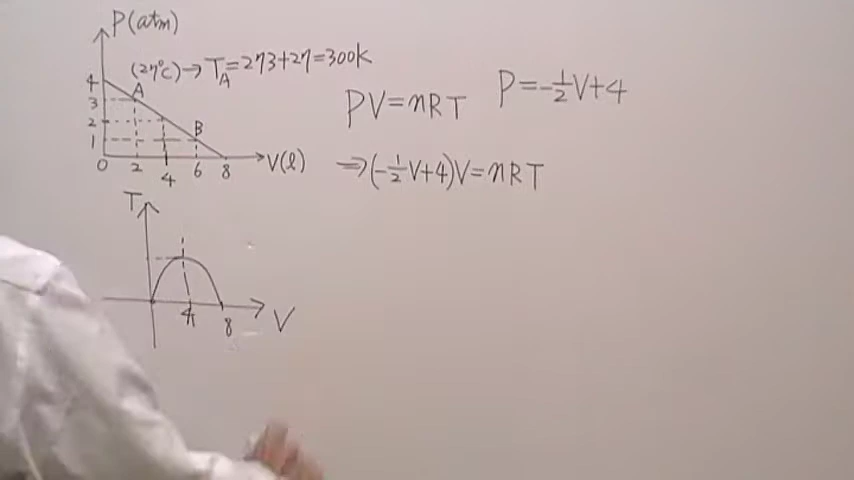 P(atm)
(27°C)→T_A=273+27=300k
4
A
3
2
B
1
0
2
4
6
8
V(l)
PV=nRT
P=-1/2V+4
⇒(-1/2V+4)V=nRT
T
4
8
V